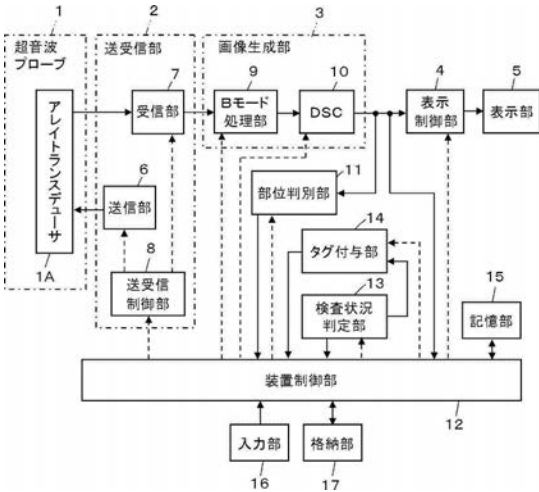 1
2
3
超音波
プローブ
送受信部
画像生成部
7
9
10
4
5
アレイトランスデューサ
受信部
Bモード
処理部
DSC
表示
制御部
表示部
6
11
送信部
部位判別部
14
1A
8
タグ付与部
15
送受信
制御部
13
検査状況
判定部
記憶部
装置制御部
12
入力部
格納部
16
17